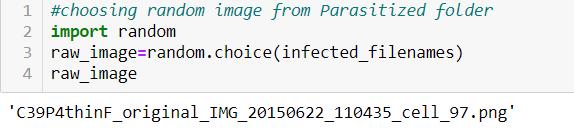 1 #choosing random image from Parasitized folder
2 import random
3 raw_image=random.choice(infected_filenames)
4 raw_image
'C39P4thinF_original_IMG_20150622_110435_cell_97.png'